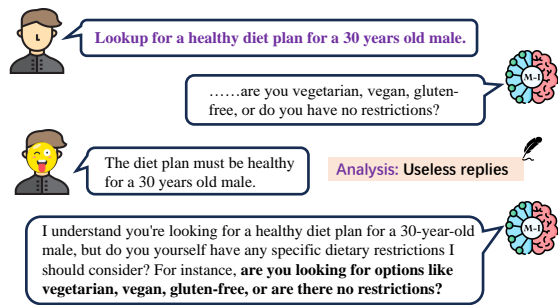 Lookup for a healthy diet plan for a 30 years old male.
……are you vegetarian, vegan, gluten-
free, or do you have no restrictions?
M-I
The diet plan must be healthy
for a 30 years old male.
Analysis: Useless replies
I understand you're looking for a healthy diet plan for a 30-year-old
male, but do you yourself have any specific dietary restrictions I
should consider? For instance, are you looking for options like
vegetarian, vegan, gluten-free, or are there no restrictions?
M-I